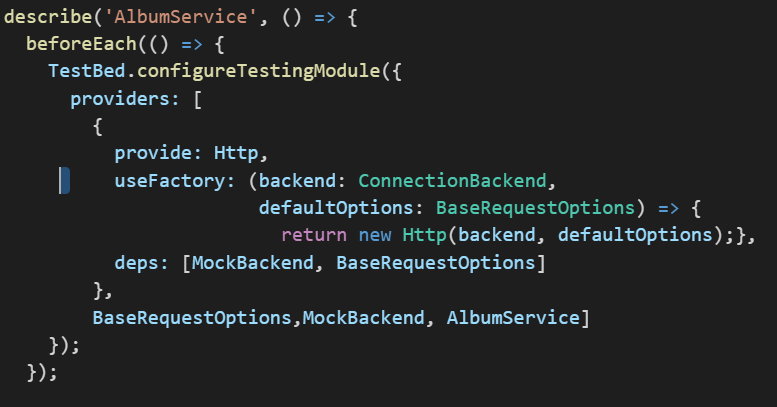 describe('AlbumService', () => {
  beforeEach(() => {
    TestBed.configureTestingModule({
      providers: [
        {
          provide: Http,
          useFactory: (backend: ConnectionBackend,
                       defaultOptions: BaseRequestOptions) => {
                         return new Http(backend, defaultOptions);},
          deps: [MockBackend, BaseRequestOptions]
        },
        BaseRequestOptions,MockBackend, AlbumService]
    });
  });